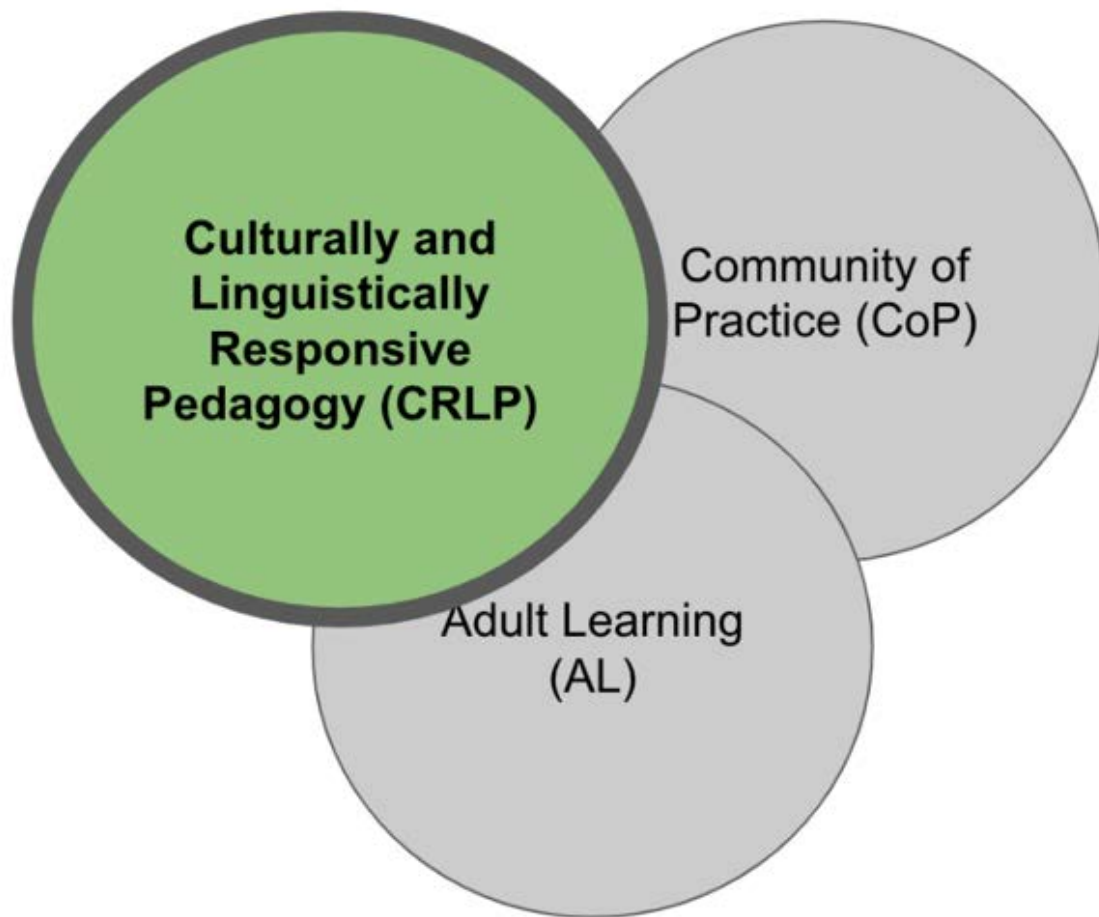 Culturally and
Linguistically
Responsive
Pedagogy (CRLP)
Community of
Practice (CoP)
Adult Learning
(AL)